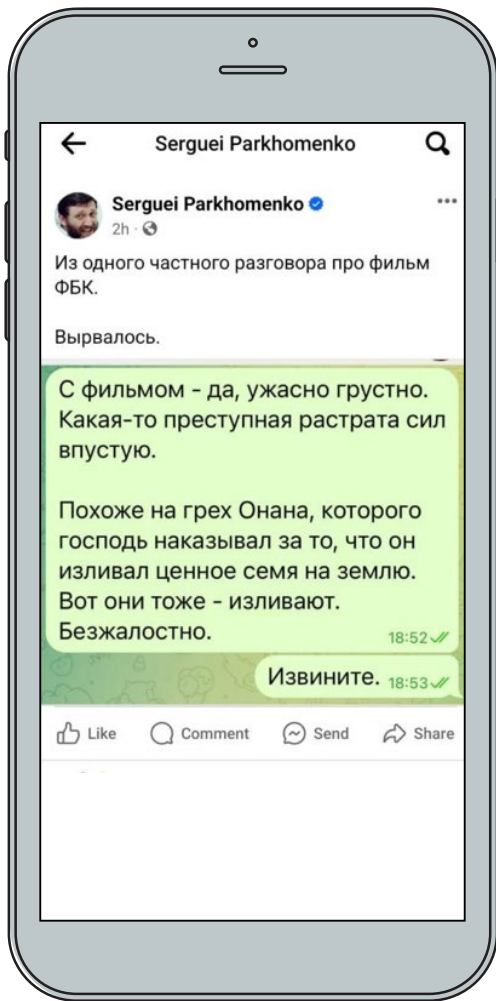 Serguei Parkhomenko
Serguei Parkhomenko
2h ·
Из одного частного разговора про фильм
ФБК.
Вырвалось.
С фильмом - да, ужасно грустно.
Какая-то преступная растрата сил
впустую.
Похоже на грех Онана, которого
господь наказывал за то, что он
изливал ценное семя на землю.
Вот они тоже - изливают.
Безжалостно. 18:52
Извините. 18:53
Like Comment Send Share